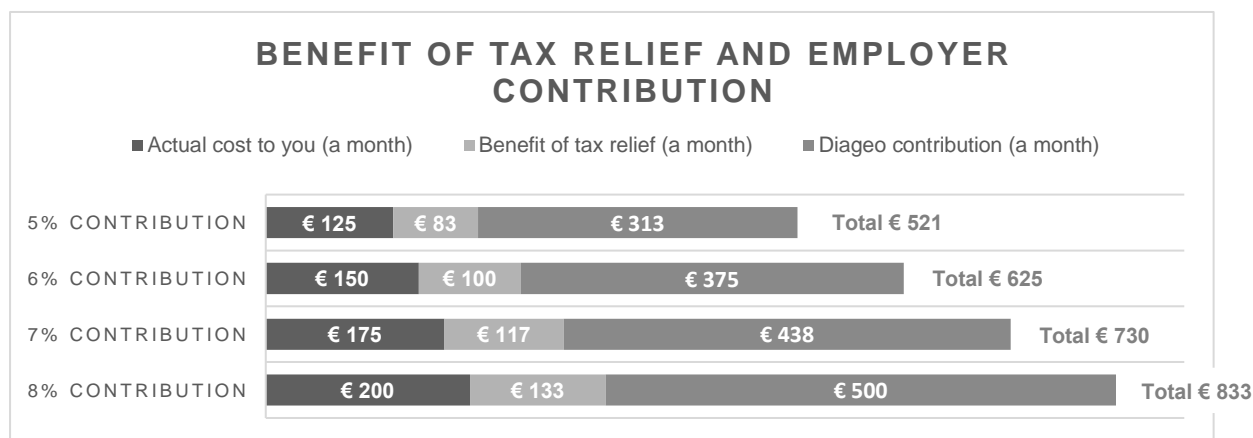 BENEFIT OF TAX RELIEF AND EMPLOYER
CONTRIBUTION
Actual cost to you (a month) Benefit of tax relief (a month) Diageo contribution (a month)
5% CONTRIBUTION € 125 € 83 € 313 Total € 521
6% CONTRIBUTION € 150 € 100 € 375 Total € 625
7% CONTRIBUTION € 175 € 117 € 438 Total € 730
8% CONTRIBUTION € 200 € 133 € 500 Total € 833